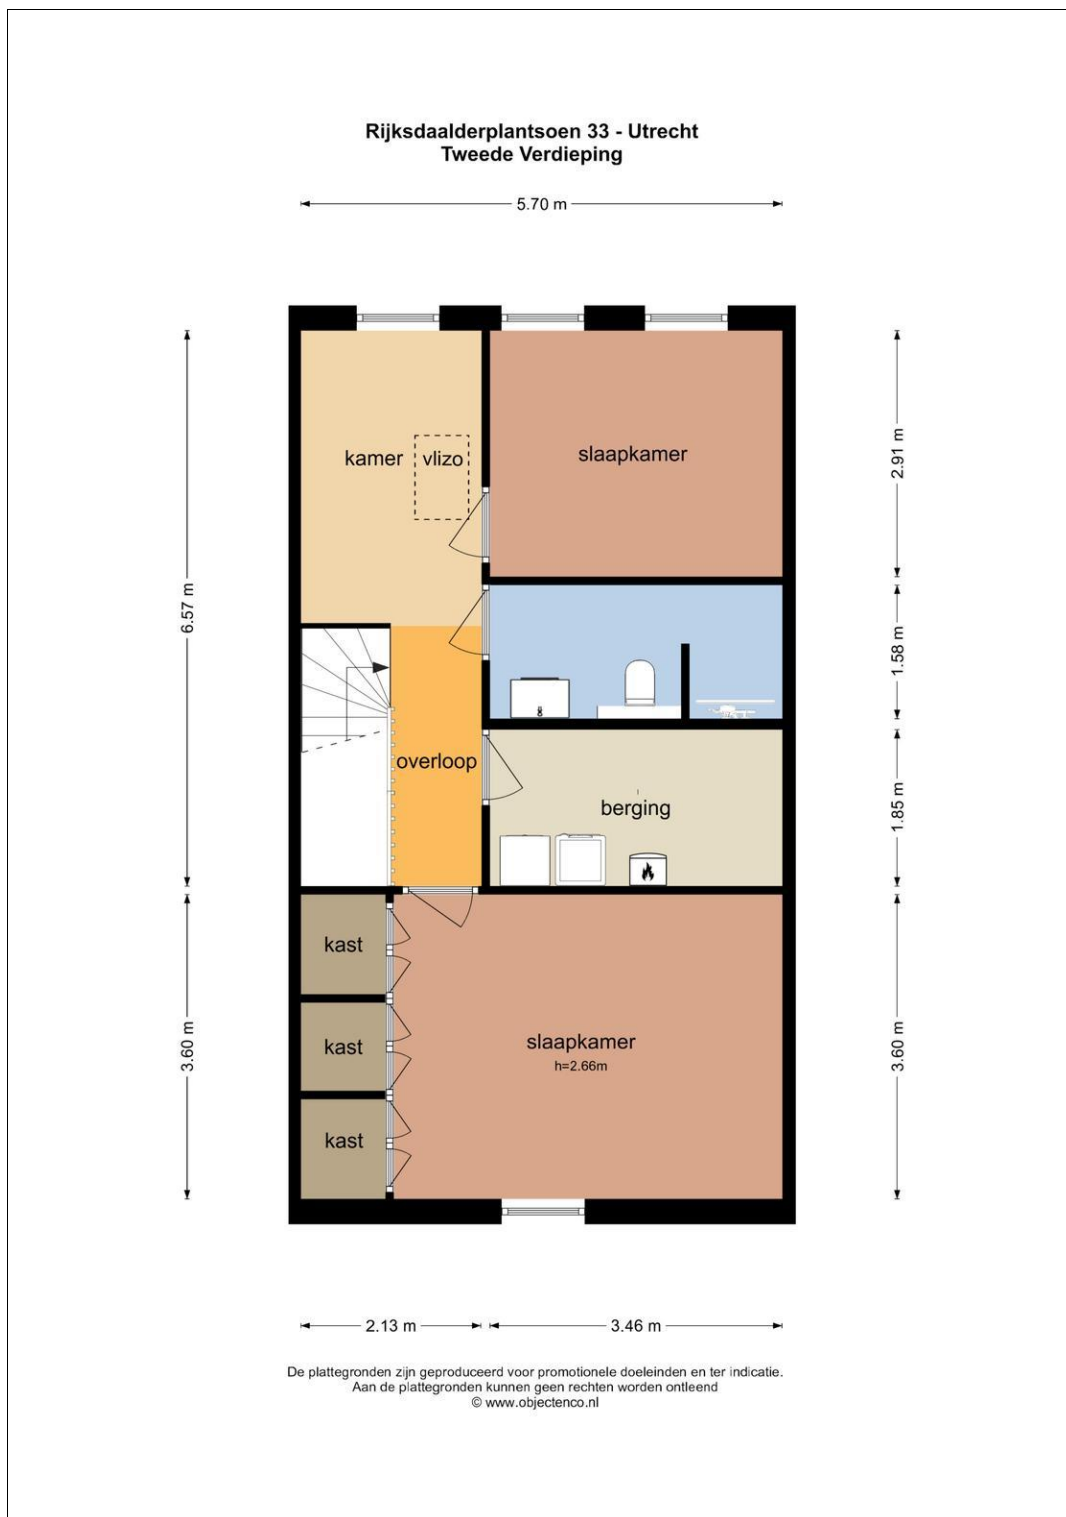 Rijksdaalderplantsoen 33 - Utrecht
Tweede Verdieping
5.70 m
kamer
vlizo
slaapkamer
2.91 m
6.57 m
1.58 m
overloop
berging
1.85 m
kast
kast
kast
slaapkamer
h=2.66m
3.60 m
3.60 m
2.13 m
3.46 m
De plattegronden zijn geproduceerd voor promotionele doeleinden en ter indicatie.
Aan de plattegronden kunnen geen rechten worden ontleend
© www.objectenco.nl